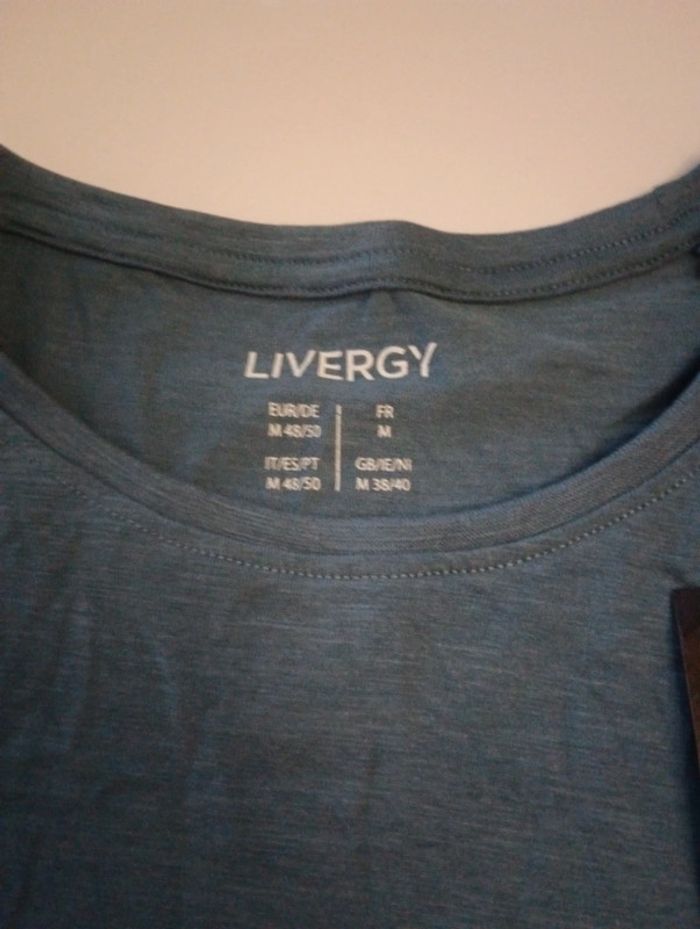 LIVERGY
EUR/DE
M 48/50
FR
M
IT/ES/PT
M 48/50
GB/IE/NI
M 38/40